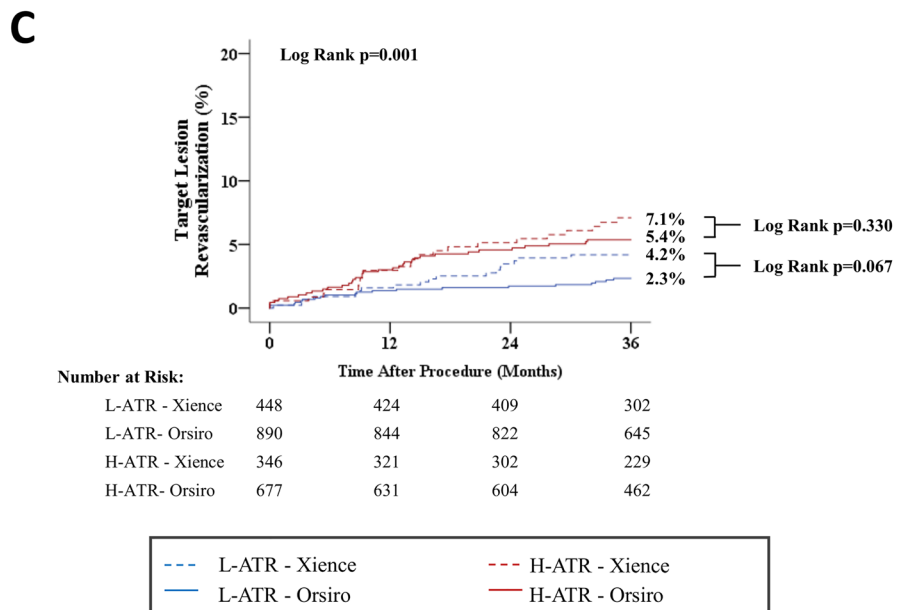 C
Log Rank p=0.001
Target Lesion
Revascularization (%)
20
15
10
5
0
0 12 24 36
Time After Procedure (Months)
7.1%
5.4%
4.2%
2.3%
Log Rank p=0.330
Log Rank p=0.067
Number at Risk:
L-ATR - Xience 448 424 409 302
L-ATR- Orsiro 890 844 822 645
H-ATR - Xience 346 321 302 229
H-ATR- Orsiro 677 631 604 462
L-ATR - Xience H-ATR - Xience
L-ATR - Orsiro H-ATR - Orsiro